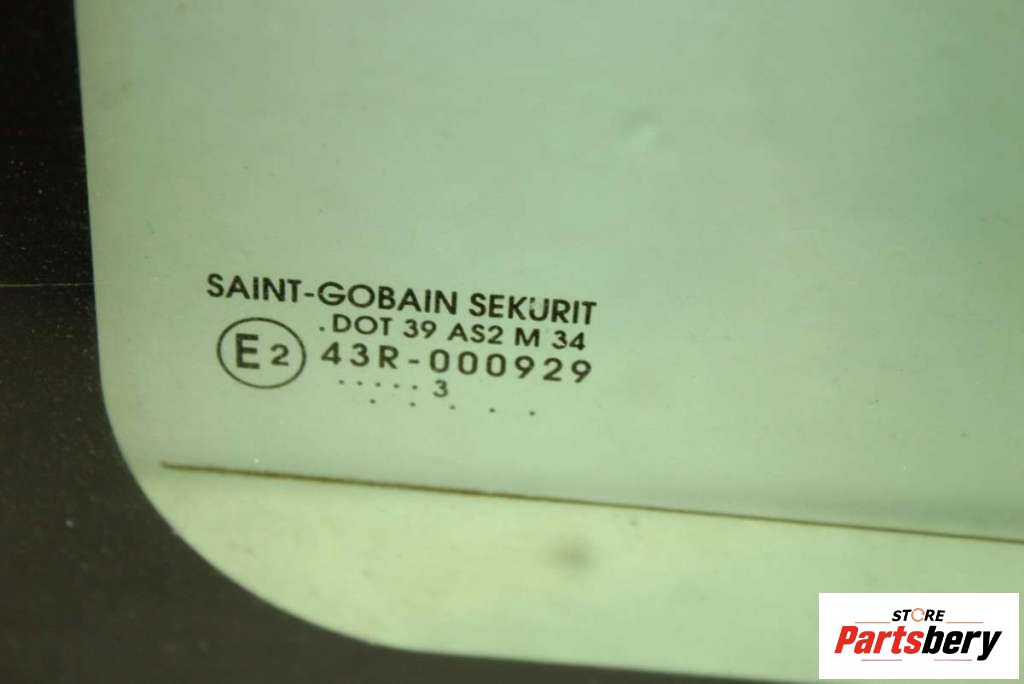 SAINT-GOBAIN SEKURIT
.DOT 39 AS2 M 34
E2 43R-000929
..... 3
. . . . .
STORE
Partsbery